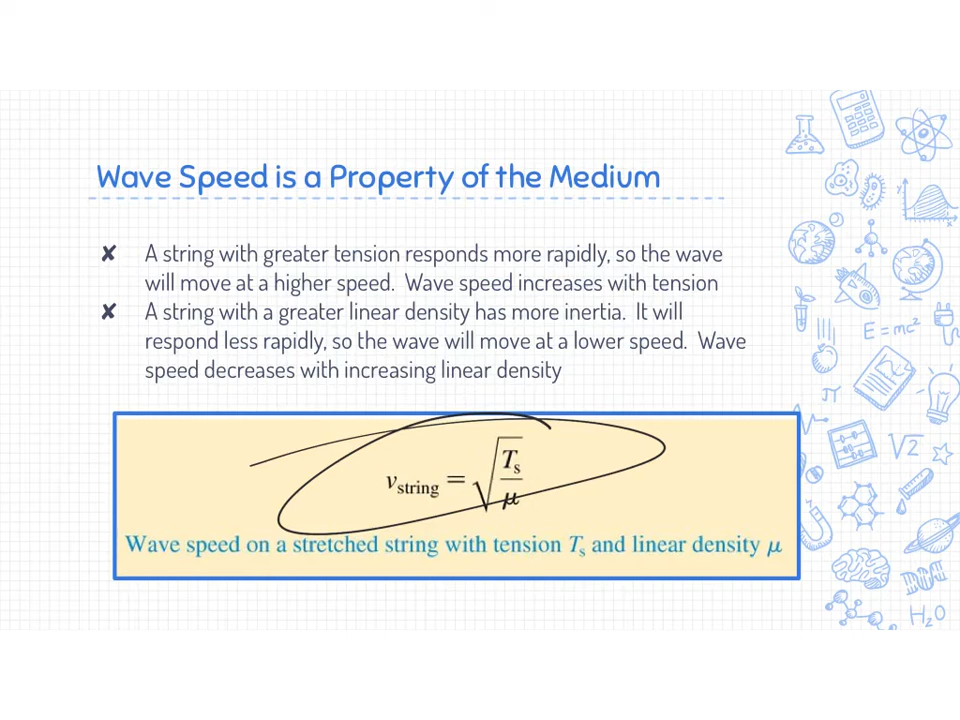 Wave Speed is a Property of the Medium
✘ A string with greater tension responds more rapidly, so the wave
will move at a higher speed. Wave speed increases with tension
✘ A string with a greater linear density has more inertia. It will
respond less rapidly, so the wave will move at a lower speed. Wave
speed decreases with increasing linear density
v_string = √(T_s/μ)
Wave speed on a stretched string with tension T_s and linear density μ
y
x
E = mc²
π
√2
H₂O